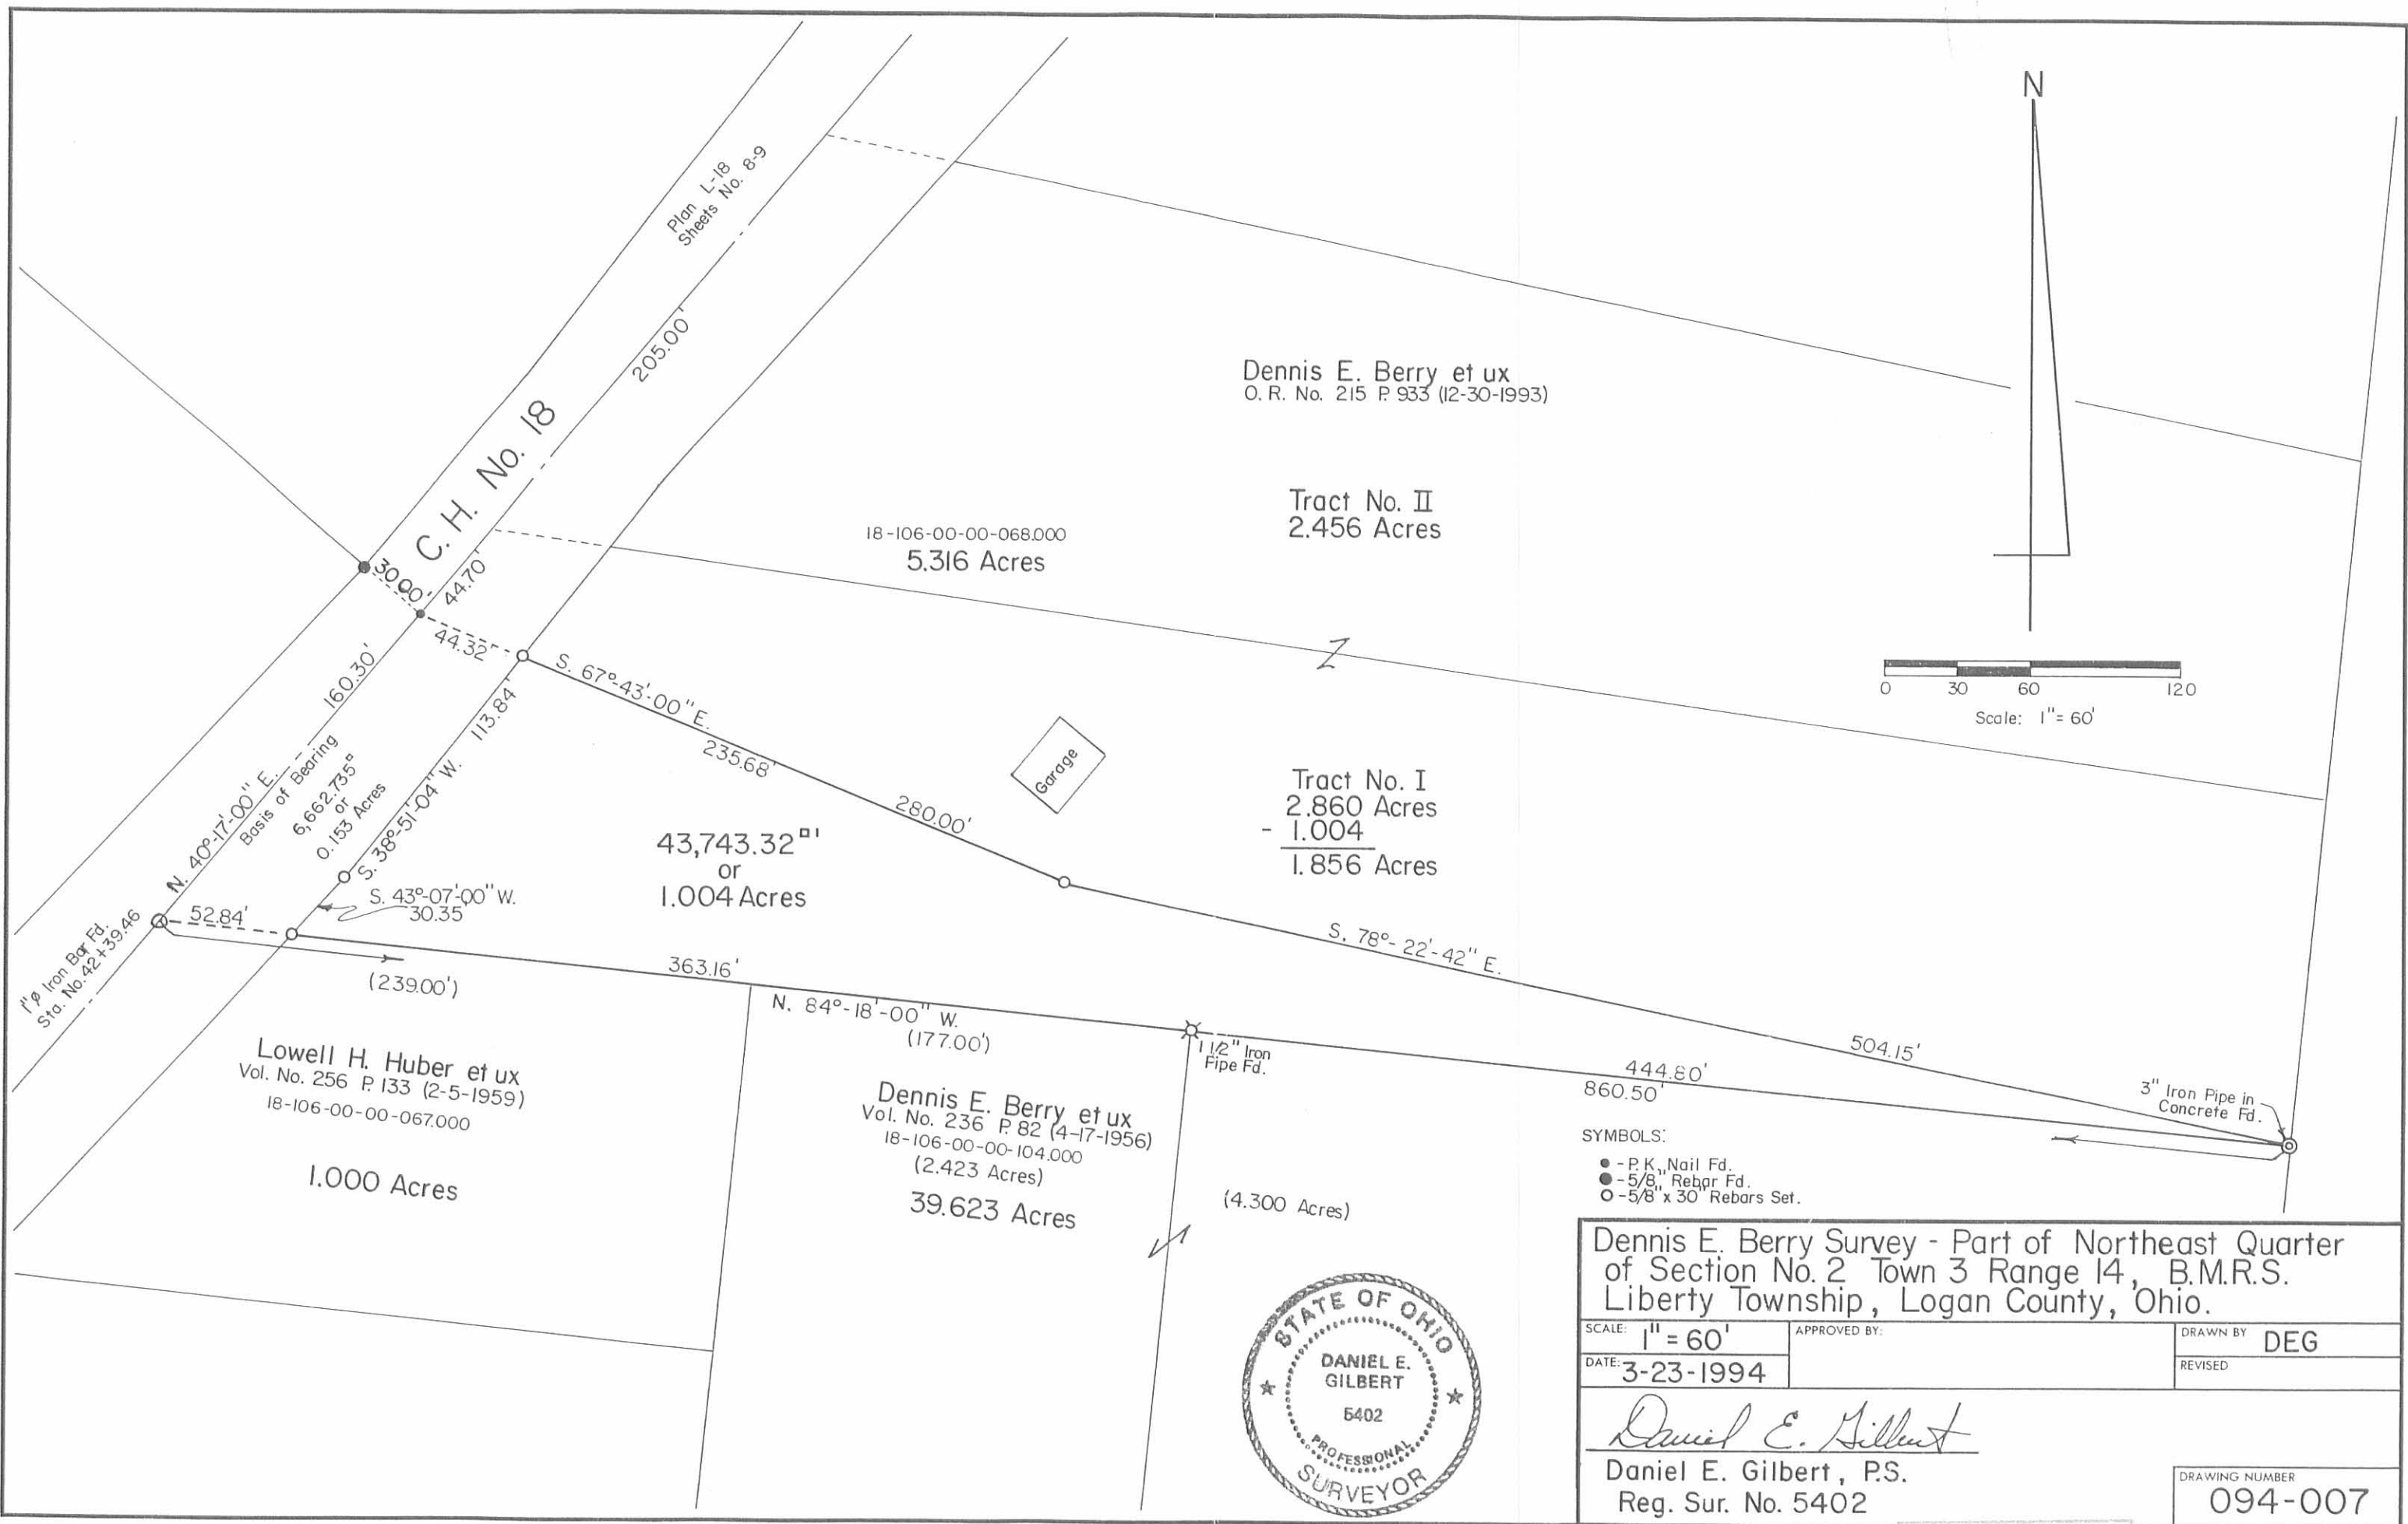 N
Plan L-18
Sheets No. 8-9
205.00'
C. H. No. 18
Dennis E. Berry et ux
O. R. No. 215 P. 933 (12-30-1993)
Tract No. II
2.456 Acres
18-106-00-00-068.000
5.316 Acres
30.00'
44.70'
44.32'
160.30'
N. 40°-17'-00" E.
Basis of Bearing
6,662.735▫
or
0.153 Acres
113.84'
S. 38°-51'-04" W.
S. 43°-07'-00" W.
30.35
S. 67°-43'-00" E.
235.68'
280.00'
Garage
0 30 60 120
Scale: 1"= 60'
Tract No. I
2.860 Acres
- 1.004
1.856 Acres
43,743.32▫'
or
1.004 Acres
52.84'
1"ø Iron Bar Fd.
Sta. No. 42+39.46
(239.00')
363.16'
N. 84°-18'-00" W.
(177.00')
S. 78°-22'-42" E.
504.15'
444.80'
860.50'
1 1/2" Iron
Pipe Fd.
3" Iron Pipe in
Concrete Fd.
Lowell H. Huber et ux
Vol. No. 256 P. 133 (2-5-1959)
18-106-00-00-067.000
1.000 Acres
Dennis E. Berry et ux
Vol. No. 236 P. 82 (4-17-1956)
18-106-00-00-104.000
(2.423 Acres)
39.623 Acres
(4.300 Acres)
SYMBOLS:
● - P.K. Nail Fd.
● - 5/8" Rebar Fd.
○ - 5/8" x 30" Rebars Set.
STATE OF OHIO
DANIEL E.
GILBERT
5402
PROFESSIONAL
SURVEYOR
Dennis E. Berry Survey - Part of Northeast Quarter
of Section No. 2 Town 3 Range 14, B.M.R.S.
Liberty Township, Logan County, Ohio.
SCALE: 1" = 60'
APPROVED BY:
DRAWN BY DEG
DATE: 3-23-1994
REVISED
Daniel E. Gilbert
Daniel E. Gilbert, P.S.
Reg. Sur. No. 5402
DRAWING NUMBER
094-007